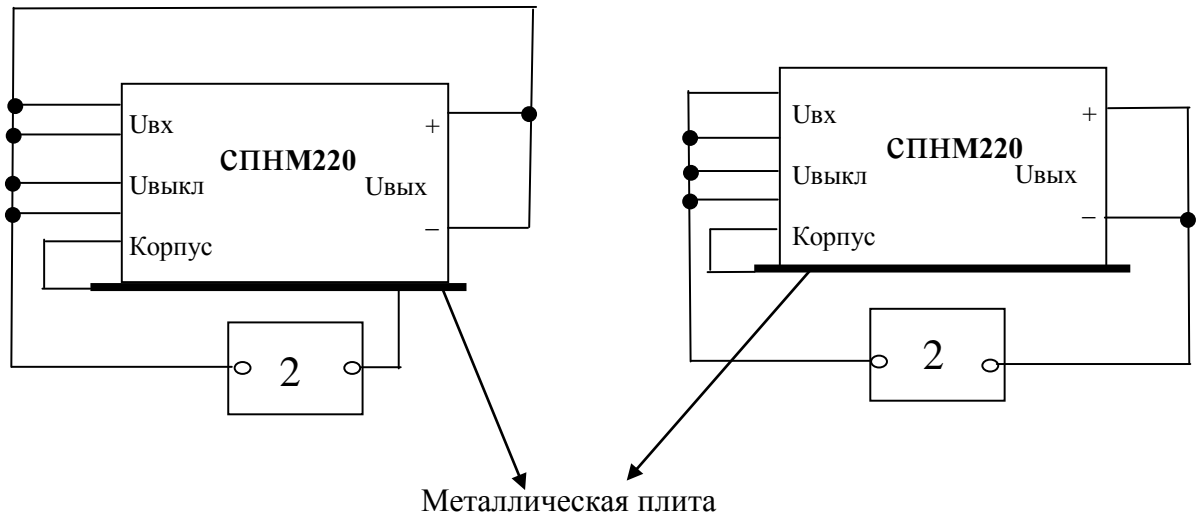 Uвх
+
СПНМ220
Uвыкл
Uвых
−
Корпус
2
Uвх
+
СПНМ220
Uвыкл
Uвых
−
Корпус
2
Металлическая плита